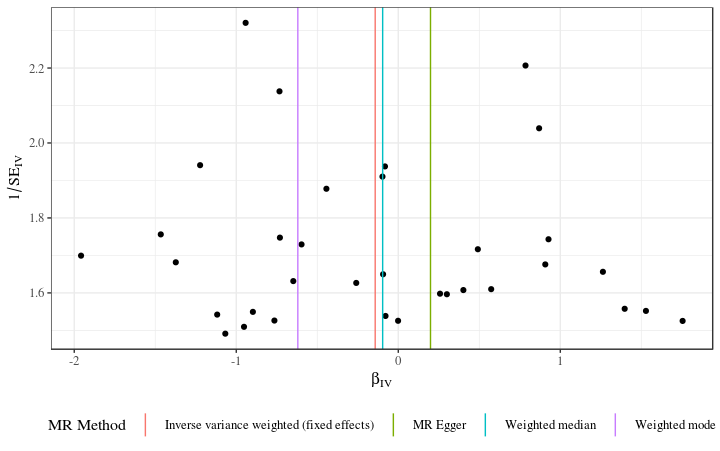 2.2
2.0
1.8
1.6
1/SE_IV
-2 -1 0 1
β_IV
MR Method Inverse variance weighted (fixed effects) MR Egger Weighted median Weighted mode